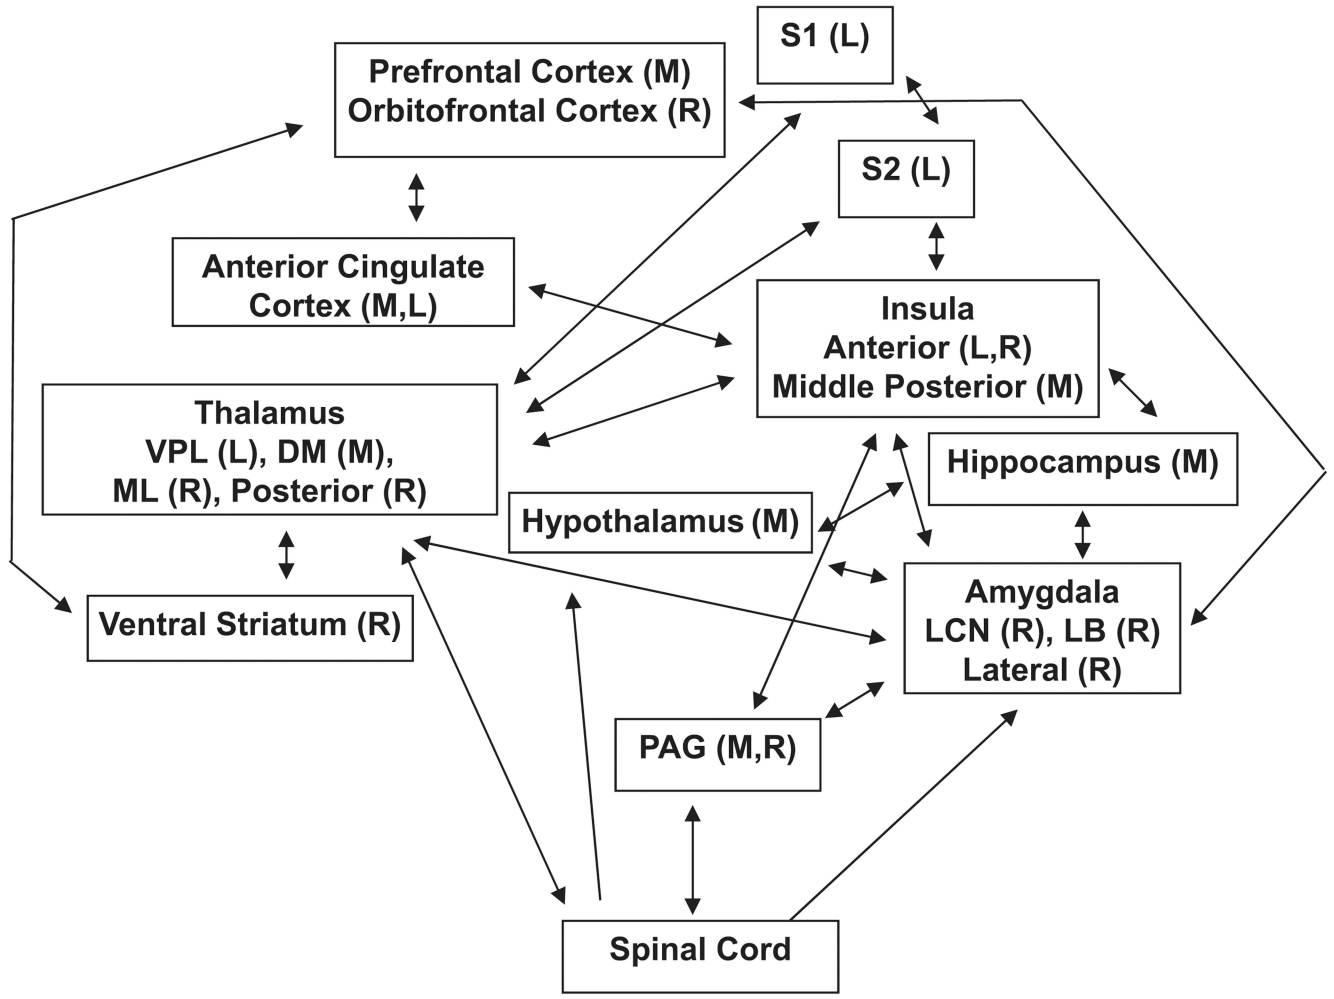 S1 (L)
Prefrontal Cortex (M)
Orbitofrontal Cortex (R)
S2 (L)
Anterior Cingulate
Cortex (M,L)
Insula
Anterior (L,R)
Middle Posterior (M)
Thalamus
VPL (L), DM (M),
ML (R), Posterior (R)
Hippocampus (M)
Hypothalamus (M)
Ventral Striatum (R)
Amygdala
LCN (R), LB (R)
Lateral (R)
PAG (M,R)
Spinal Cord